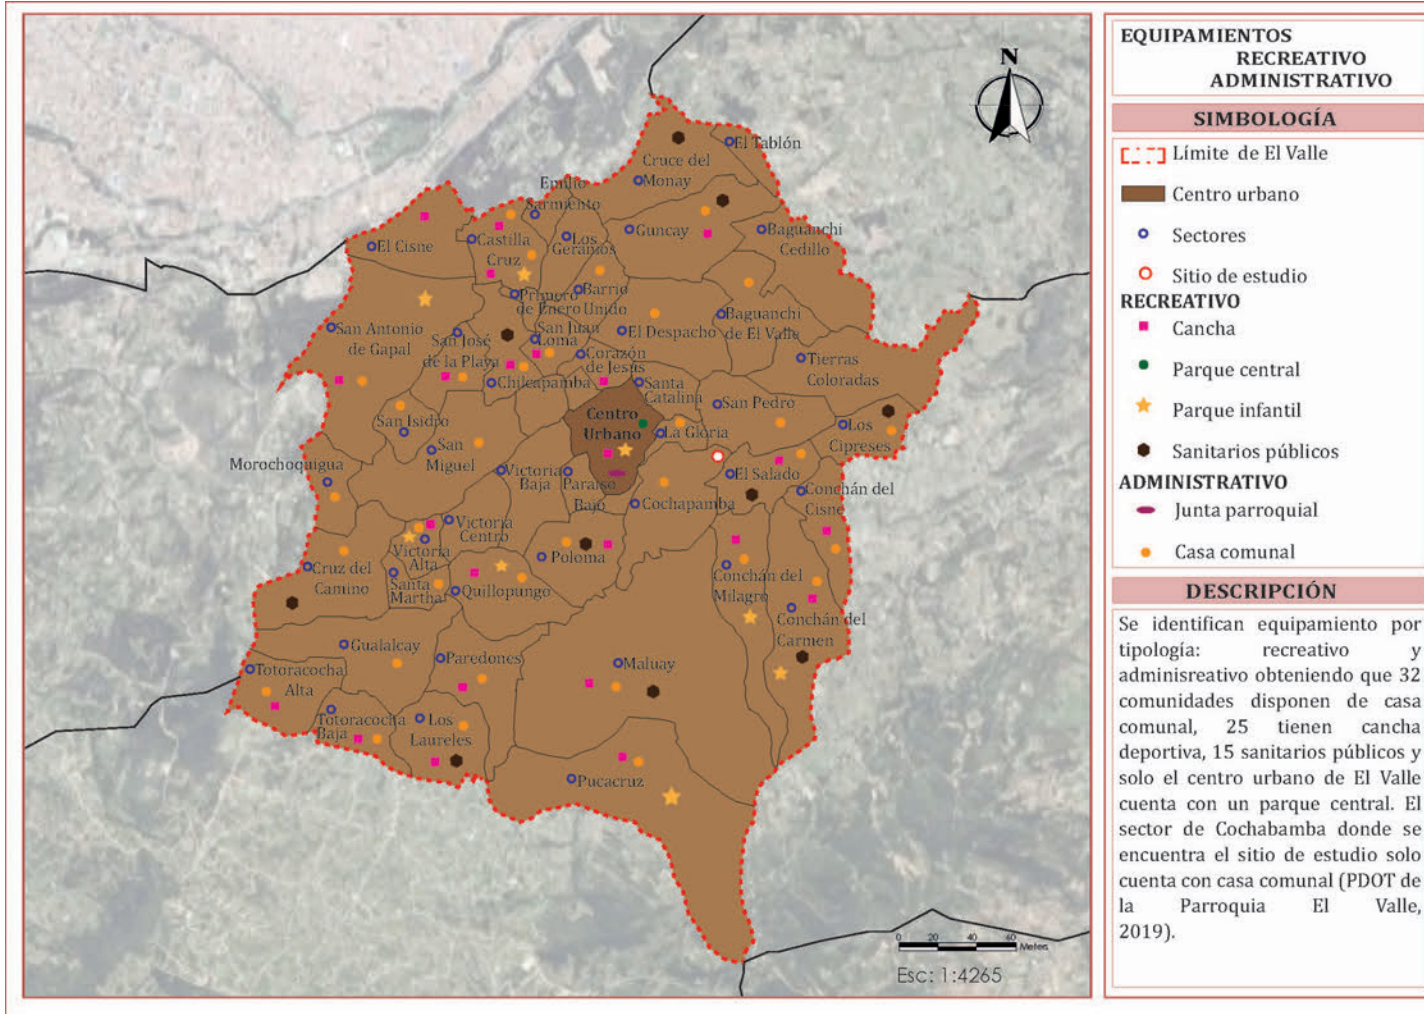 N
El Tablón
Cruce del
Monay
Emilio
Sarmiento
Guncay
Baguanchi
Cedillo
El Cisne
Castilla
Cruz
Los
Geranios
Primero
de Enero
Barrio
Unido
San Antonio
de Gapal
San José
de la Playa
San Juan
Loma
El Despacho
Baguanchi
de El Valle
Corazón
de Jesús
Tierras
Coloradas
Chilcapamba
Santa
Catalina
San Pedro
San Isidro
Centro
Urbano
La Gloria
Los
Cipreses
San
Miguel
Morochoquigua
Victoria
Baja
Paraiso
Bajo
El Salado
Conchán del
Cisne
Cochapamba
Victoria
Centro
Victoria
Alta
Poloma
Cruz del
Camino
Santa
Martha
Quillopungo
Conchán del
Milagro
Conchán del
Carmen
Gualalcay
Paredones
Maluay
Totoracocha
Alta
Totoracocha
Baja
Los
Laureles
Pucacruz
0 20 40 60
Meters
Esc: 1:4265
EQUIPAMIENTOS
RECREATIVO
ADMINISTRATIVO
SIMBOLOGÍA
Límite de El Valle
Centro urbano
Sectores
Sitio de estudio
RECREATIVO
Cancha
Parque central
Parque infantil
Sanitarios públicos
ADMINISTRATIVO
Junta parroquial
Casa comunal
DESCRIPCIÓN
Se identifican equipamiento por
tipología: recreativo y
adminisreativo obteniendo que 32
comunidades disponen de casa
comunal, 25 tienen cancha
deportiva, 15 sanitarios públicos y
solo el centro urbano de El Valle
cuenta con un parque central. El
sector de Cochabamba donde se
encuentra el sitio de estudio solo
cuenta con casa comunal (PDOT de
la Parroquia El Valle,
2019).